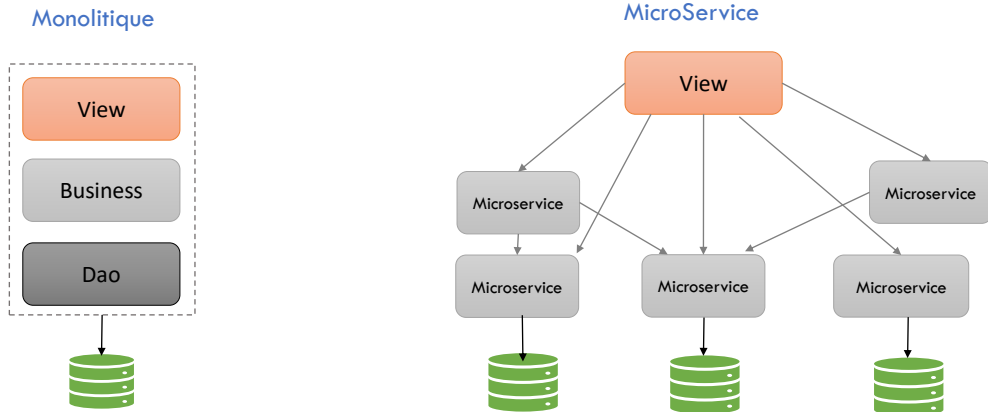 Monolitique
MicroService
View
Business
Dao
View
Microservice
Microservice
Microservice
Microservice
Microservice